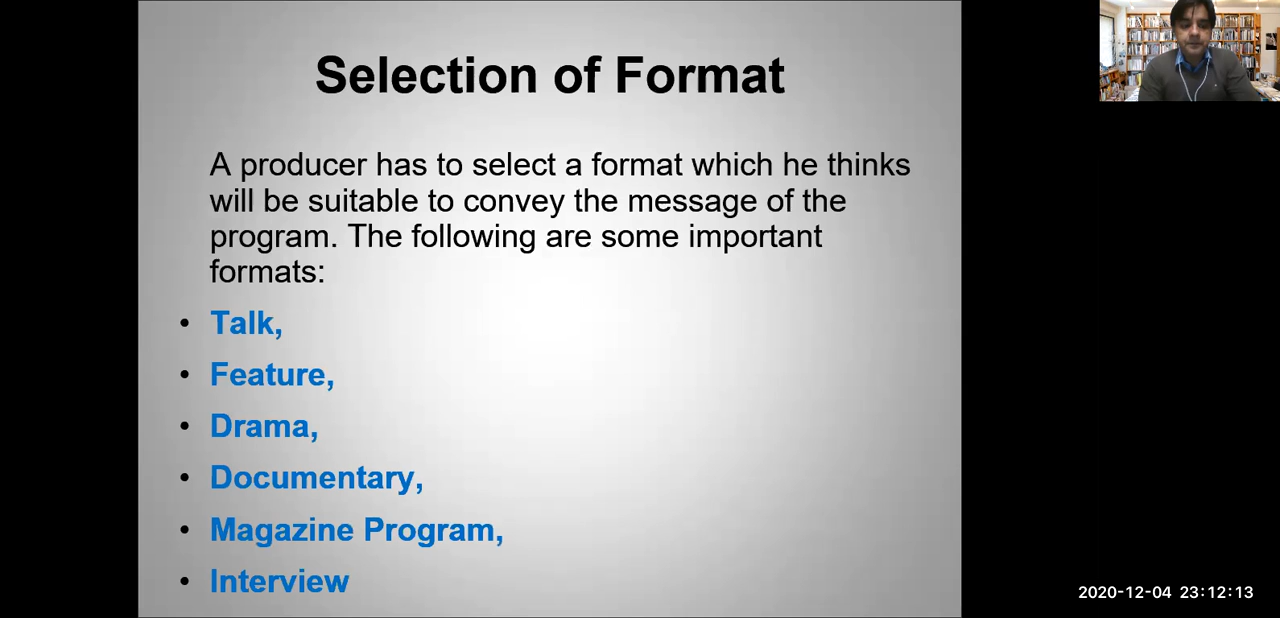 Selection of Format
A producer has to select a format which he thinks
will be suitable to convey the message of the
program. The following are some important
formats:
• Talk,
• Feature,
• Drama,
• Documentary,
• Magazine Program,
• Interview
2020-12-04 23:12:13